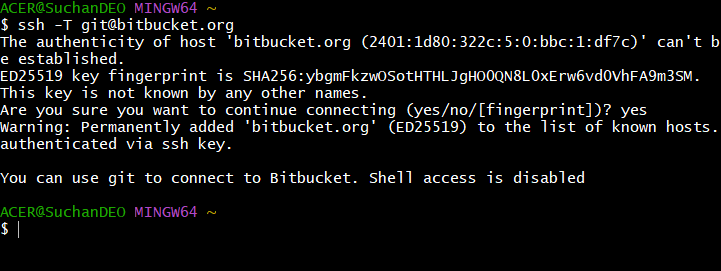 ACER@SuchanDEO MINGW64 ~
$ ssh -T git@bitbucket.org
The authenticity of host 'bitbucket.org (2401:1d80:322c:5:0:bbc:1:df7c)' can't b
e established.
ED25519 key fingerprint is SHA256:ybgmFkzwOSotHTHLJgHO0QN8L0xErw6vd0VhFA9m3SM.
This key is not known by any other names.
Are you sure you want to continue connecting (yes/no/[fingerprint])? yes
Warning: Permanently added 'bitbucket.org' (ED25519) to the list of known hosts.
authenticated via ssh key.
You can use git to connect to Bitbucket. Shell access is disabled
ACER@SuchanDEO MINGW64 ~
$